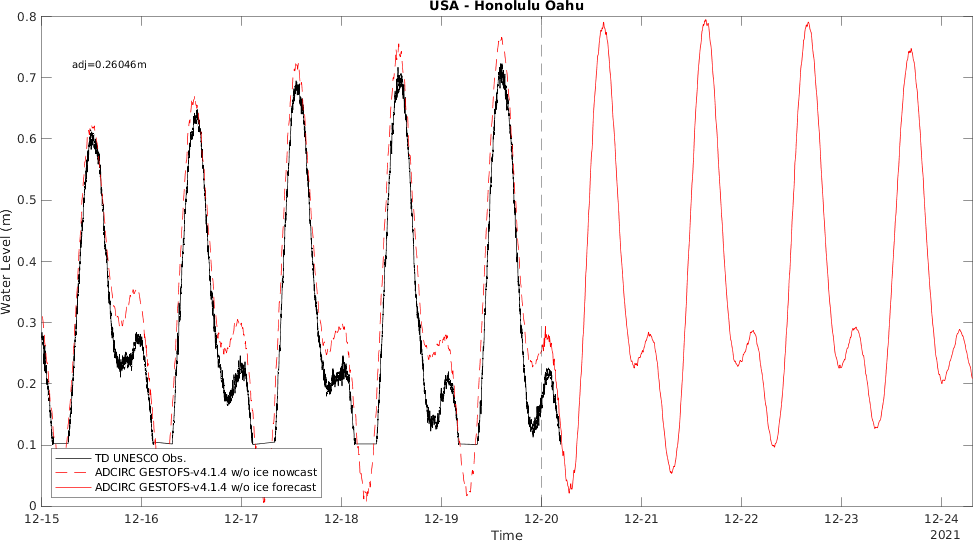 USA - Honolulu Oahu
adj=0.26046m
0.8
0.7
0.6
0.5
0.4
0.3
0.2
0.1
0
Water Level (m)
TD UNESCO Obs.
ADCIRC GESTOFS-v4.1.4 w/o ice nowcast
ADCIRC GESTOFS-v4.1.4 w/o ice forecast
12-15 12-16 12-17 12-18 12-19 12-20 12-21 12-22 12-23 12-24
Time 2021